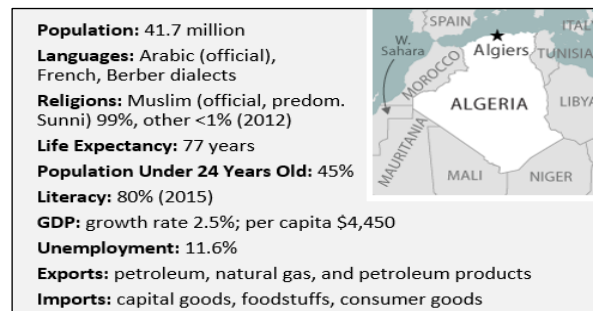 Population: 41.7 million
Languages: Arabic (official),
French, Berber dialects
Religions: Muslim (official, predom.
Sunni) 99%, other <1% (2012)
Life Expectancy: 77 years
Population Under 24 Years Old: 45%
Literacy: 80% (2015)
GDP: growth rate 2.5%; per capita $4,450
Unemployment: 11.6%
Exports: petroleum, natural gas, and petroleum products
Imports: capital goods, foodstuffs, consumer goods
SPAIN
ITAL
W.
Sahara
Algiers
TUNISIA
MOROCCO
ALGERIA
LIBYA
MAURITANIA
MALI
NIGER